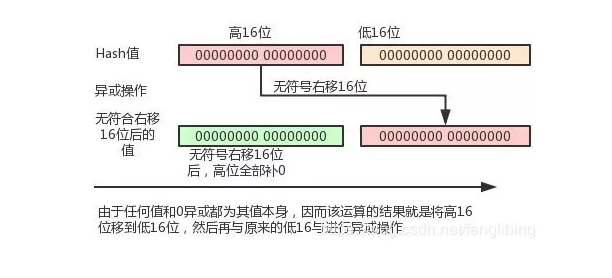 高16位 低16位
Hash值 00000000 00000000 00000000 00000000
异或操作 无符号右移16位
无符合右移
16位后的
值
00000000 00000000 00000000 00000000
无符号右移16位
后，高位全部补0
由于任何值和0异或都为其值本身，因而该运算的结果就是将高16
位移到低16位，然后再与原来的低16与进行异或操作
csdn.net/fenglibing